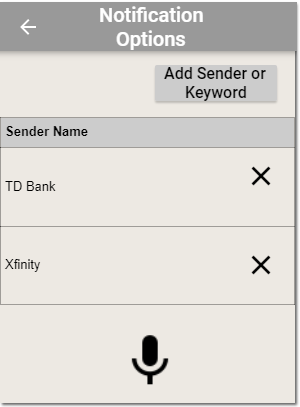 Notification
Options
Add Sender or
Keyword
Sender Name
TD Bank
Xfinity